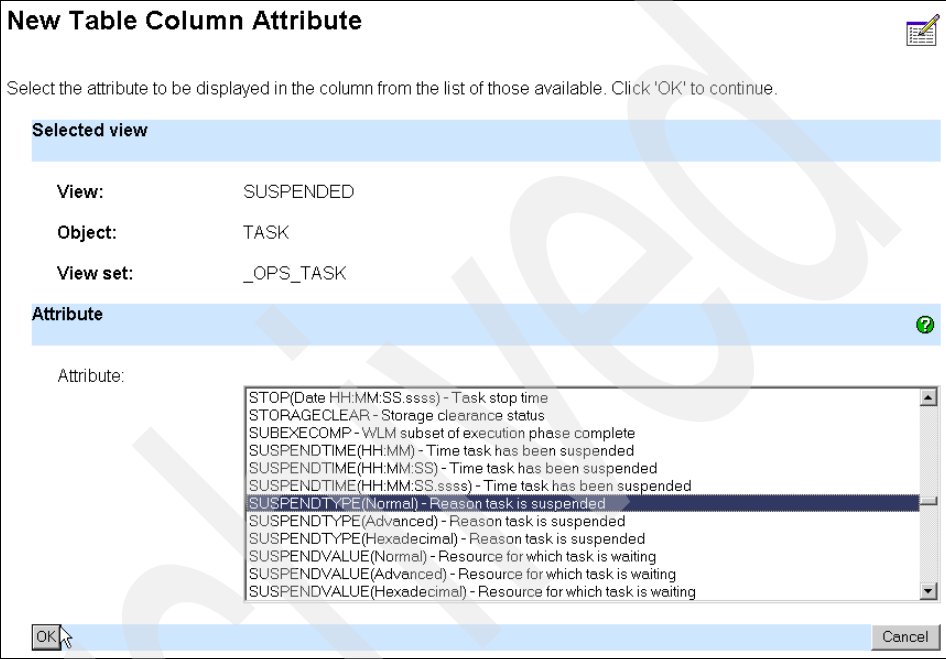 New Table Column Attribute
Select the attribute to be displayed in the column from the list of those available. Click 'OK' to continue.
Selected view
View: SUSPENDED
Object: TASK
View set: _OPS_TASK
Attribute
?
Attribute:
STOP(Date HH:MM:SS.ssss) - Task stop time
STORAGECLEAR - Storage clearance status
SUBEXECOMP - WLM subset of execution phase complete
SUSPENDTIME(HH:MM) - Time task has been suspended
SUSPENDTIME(HH:MM:SS) - Time task has been suspended
SUSPENDTIME(HH:MM:SS.ssss) - Time task has been suspended
SUSPENDTYPE(Normal) - Reason task is suspended
SUSPENDTYPE(Advanced) - Reason task is suspended
SUSPENDTYPE(Hexadecimal) - Reason task is suspended
SUSPENDVALUE(Normal) - Resource for which task is waiting
SUSPENDVALUE(Advanced) - Resource for which task is waiting
SUSPENDVALUE(Hexadecimal) - Resource for which task is waiting
OK Cancel